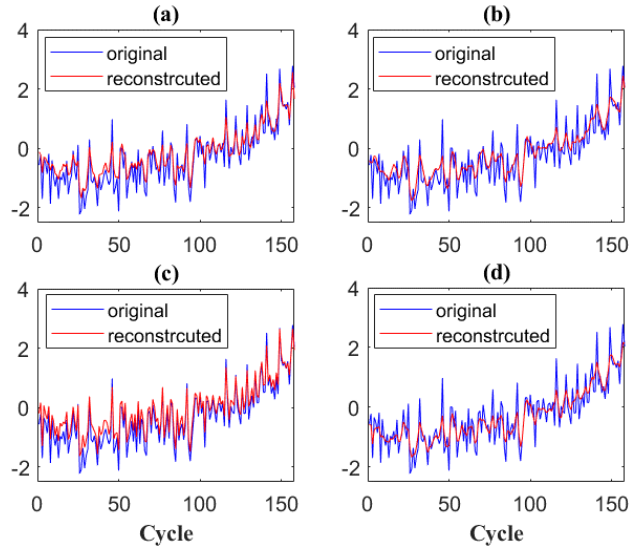 (a) (b)
4 original reconstrcuted 4 original reconstrcuted
2 2
0 0
-2 -2
0 50 100 150 0 50 100 150
(c) (d)
4 original reconstrcuted 4 original reconstrcuted
2 2
0 0
-2 -2
0 50 100 150 0 50 100 150
Cycle Cycle